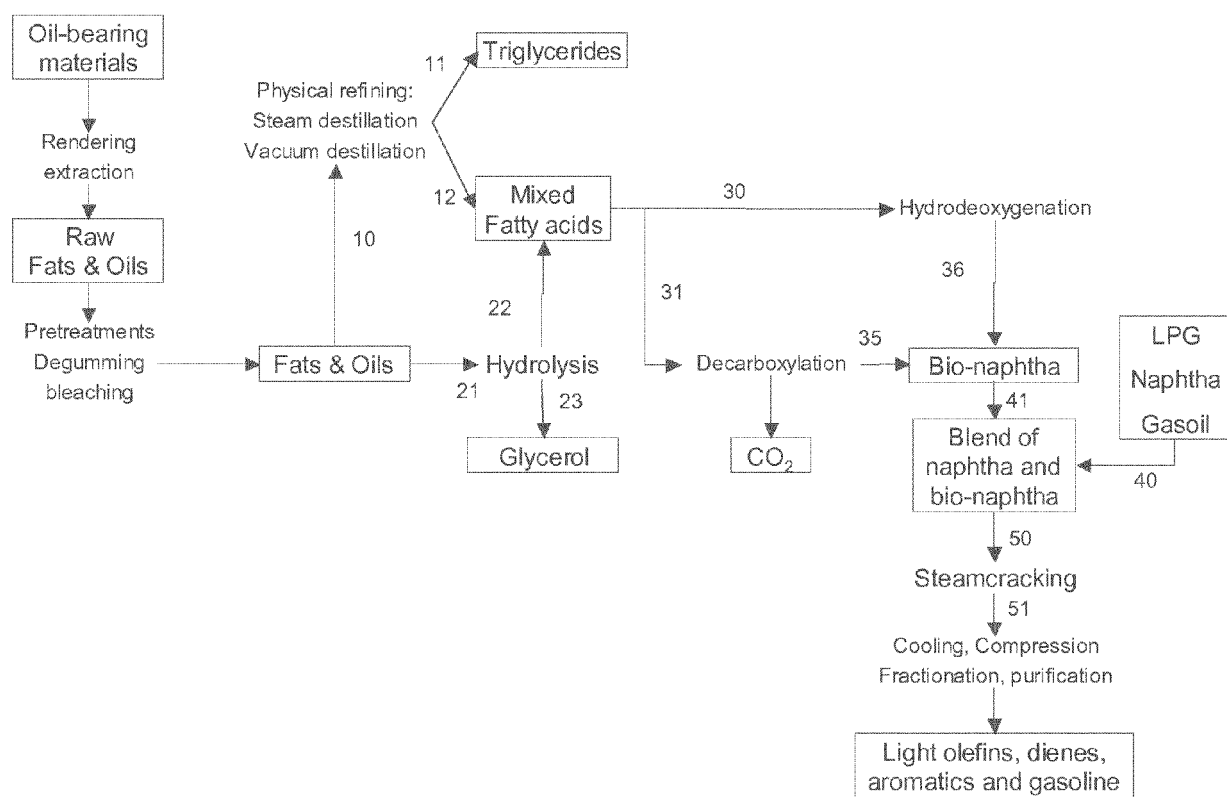 Oil-bearing
materials
Rendering
extraction
Raw
Fats & Oils
Pretreatments
Degumming
bleaching
Fats & Oils
10
Physical refining:
Steam destillation
Vacuum destillation
11
Triglycerides
12
Mixed
Fatty acids
21
Hydrolysis
22
23
Glycerol
30
Hydrodeoxygenation
31
Decarboxylation
CO₂
35
36
Bio-naphtha
41
LPG
Naphtha
Gasoil
40
Blend of
naphtha and
bio-naphtha
50
Steamcracking
51
Cooling, Compression
Fractionation, purification
Light olefins, dienes,
aromatics and gasoline